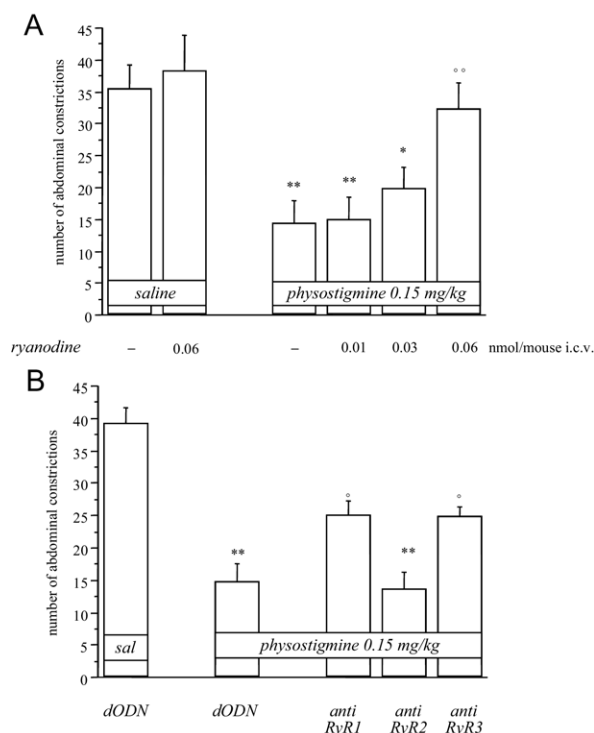 A
number of abdominal constrictions
45
40
35
30
25
20
15
10
5
0
** ** * °°
saline physostigmine 0.15 mg/kg
ryanodine – 0.06 – 0.01 0.03 0.06 nmol/mouse i.c.v.
B
number of abdominal constrictions
45
40
35
30
25
20
15
10
5
0
** ° ** °
sal physostigmine 0.15 mg/kg
dODN dODN anti anti anti
RyR1 RyR2 RyR3